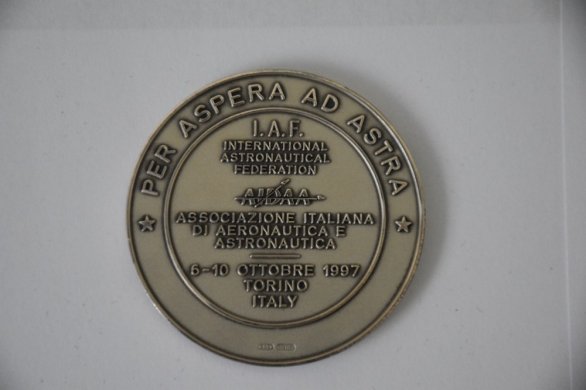 PER ASPERA AD ASTRA
I.A.F.
INTERNATIONAL
ASTRONAUTICAL
FEDERATION
AIDAA
ASSOCIAZIONE ITALIANA
DI AERONAUTICA E
ASTRONAUTICA
6-10 OTTOBRE 1997
TORINO
ITALY